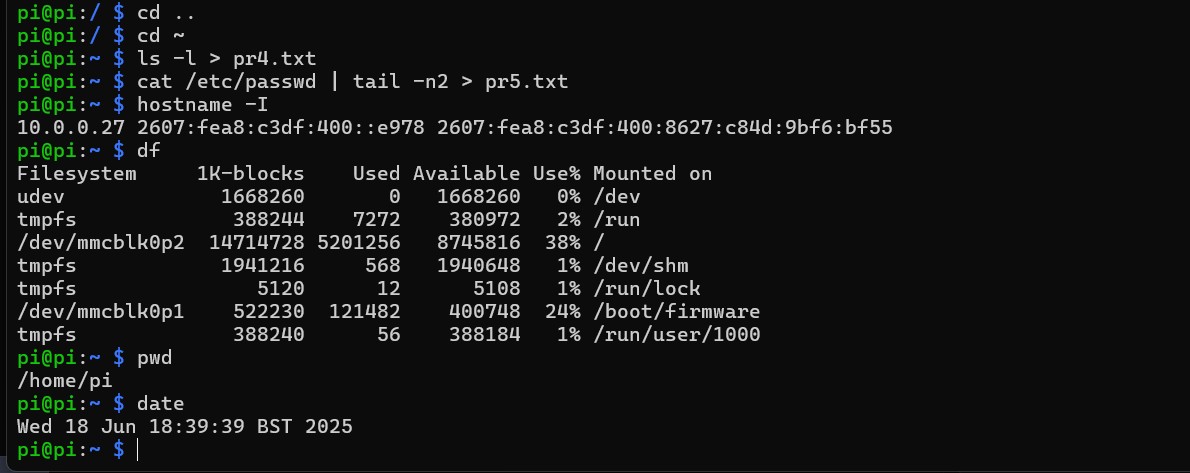 pi@pi:/ $ cd ..
pi@pi:/ $ cd ~
pi@pi:~ $ ls -l > pr4.txt
pi@pi:~ $ cat /etc/passwd | tail -n2 > pr5.txt
pi@pi:~ $ hostname -I
10.0.0.27 2607:fea8:c3df:400::e978 2607:fea8:c3df:400:8627:c84d:9bf6:bf55
pi@pi:~ $ df
Filesystem     1K-blocks    Used Available Use% Mounted on
udev             1668260       0   1668260   0% /dev
tmpfs             388244    7272    380972   2% /run
/dev/mmcblk0p2  14714728 5201256   8745816  38% /
tmpfs            1941216     568   1940648   1% /dev/shm
tmpfs               5120      12      5108   1% /run/lock
/dev/mmcblk0p1    522230  121482    400748  24% /boot/firmware
tmpfs             388240      56    388184   1% /run/user/1000
pi@pi:~ $ pwd
/home/pi
pi@pi:~ $ date
Wed 18 Jun 18:39:39 BST 2025
pi@pi:~ $